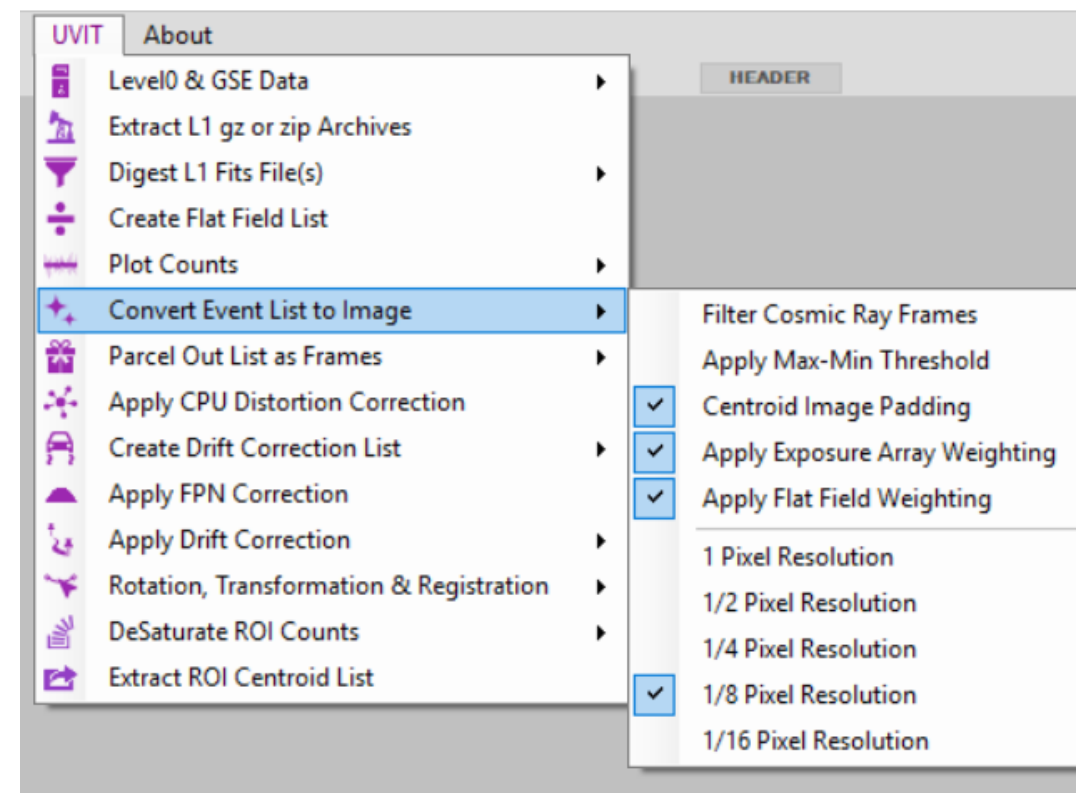 UVIT About
HEADER
Level0 & GSE Data
Extract L1 gz or zip Archives
Digest L1 Fits File(s)
Create Flat Field List
Plot Counts
Convert Event List to Image
Parcel Out List as Frames
Apply CPU Distortion Correction
Create Drift Correction List
Apply FPN Correction
Apply Drift Correction
Rotation, Transformation & Registration
DeSaturate ROI Counts
Extract ROI Centroid List
Filter Cosmic Ray Frames
Apply Max-Min Threshold
Centroid Image Padding
Apply Exposure Array Weighting
Apply Flat Field Weighting
1 Pixel Resolution
1/2 Pixel Resolution
1/4 Pixel Resolution
1/8 Pixel Resolution
1/16 Pixel Resolution